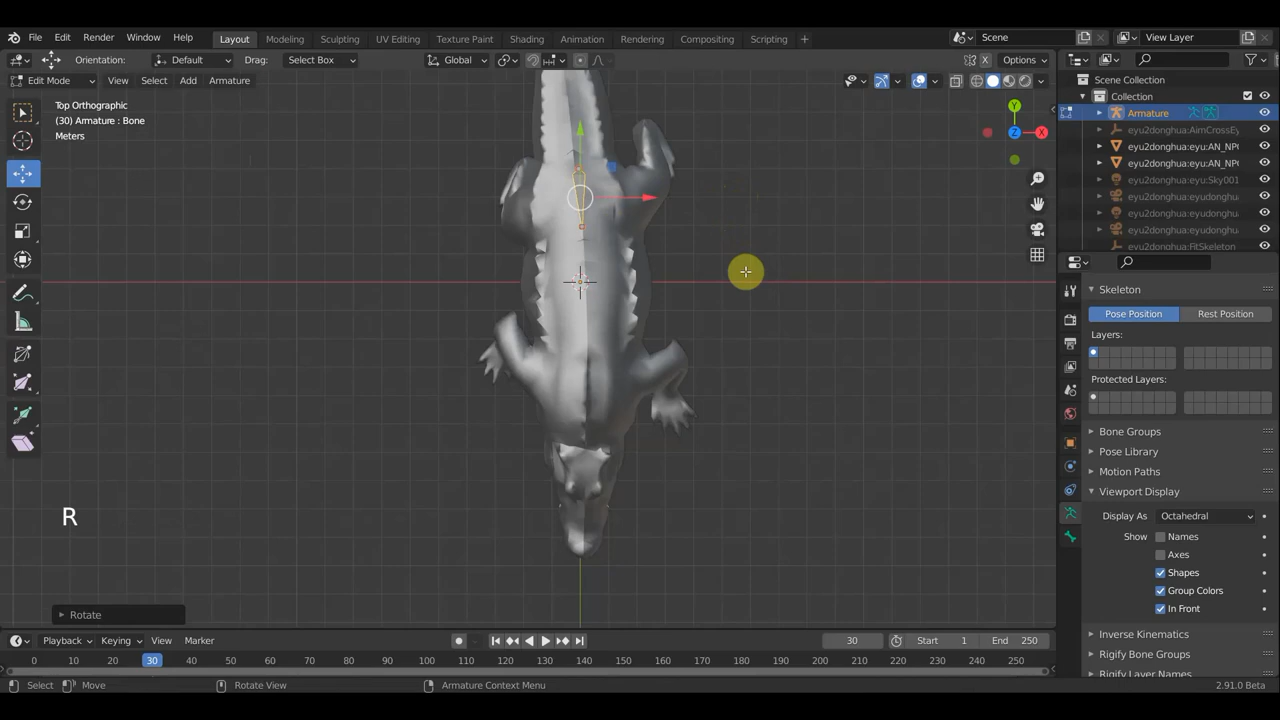 File Edit Render Window Help Layout Modeling Sculpting UV Editing Texture Paint Shading Animation Rendering Compositing Scripting + Scene View Layer
Orientation: Default Drag: Select Box Global X Options
Edit Mode View Select Add Armature
Top Orthographic
(30) Armature : Bone
Meters
Y
Z
X
R
Rotate
Scene Collection
Collection
Armature
eyu2donghua:AimCrossEy
eyu2donghua:eyu:AN_NP(
eyu2donghua:eyu:AN_NP(
eyu2donghua:eyu:Sky001
eyu2donghua:eyudonghu
eyu2donghua:eyudonghu
eyu2donghua:eyudonghu
eyu2donghua:FitSkeleton
Skeleton
Pose Position Rest Position
Layers:
Protected Layers:
Bone Groups
Pose Library
Motion Paths
Viewport Display
Display As Octahedral
Show Names
Axes
Shapes
Group Colors
In Front
Inverse Kinematics
Rigify Bone Groups
Rigify Layer Names
Playback Keying View Marker 30 Start 1 End 250
0 10 20 30 40 50 60 70 80 90 100 110 120 130 140 150 160 170 180 190 200 210 220 230 240 250
Select Move Rotate View Armature Context Menu 2.91.0 Beta